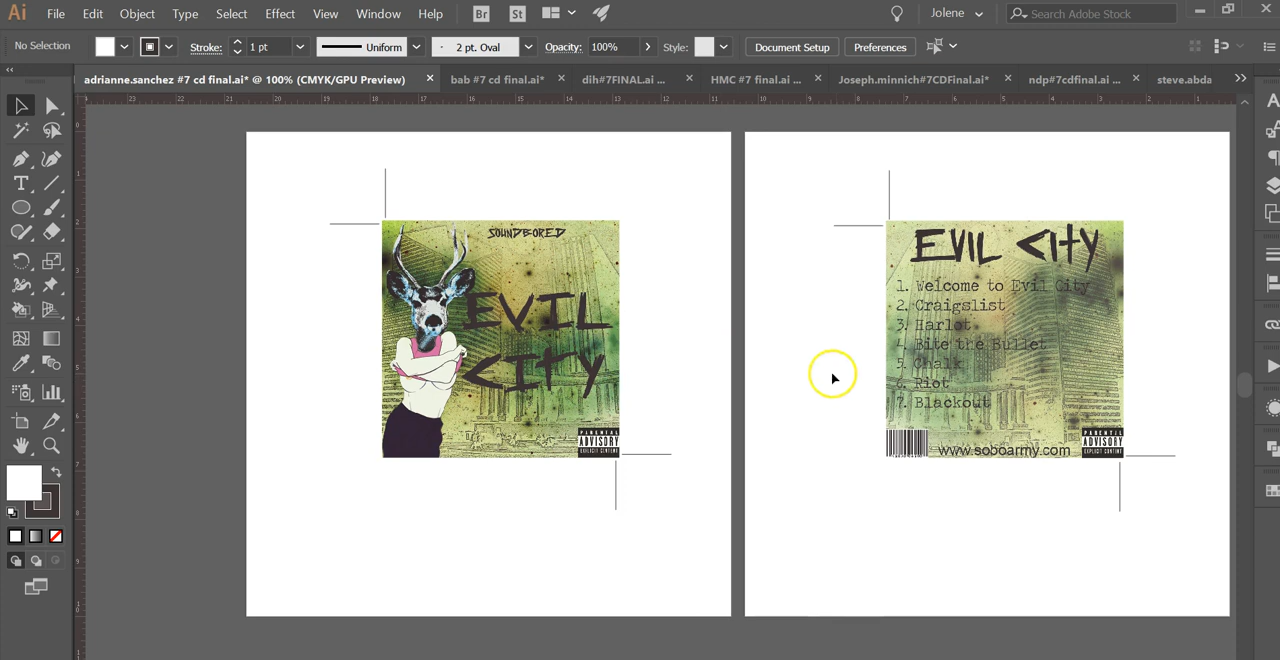 Ai File Edit Object Type Select Effect View Window Help Br St Jolene Search Adobe Stock
No Selection Stroke: 1 pt Uniform 2 pt. Oval Opacity: 100% Style: Document Setup Preferences
adrianne.sanchez #7 cd final.ai* @ 100% (CMYK/GPU Preview) bab #7 cd final.ai* dih#7FINAL.ai ... HMC #7 final.ai ... Joseph.minnich#7CDFinal.ai* ndp#7cdfinal.ai ... steve.abda
SOUNDBORED
EVIL
CITY
PARENTAL
ADVISORY
EXPLICIT CONTENT
EVIL CITY
1. Welcome to Evil City
2. Craigslist
3. Harlot
4. Bite the Bullet
5. Chalk
6. Riot
7. Blackout
www.soboarmy.com
PARENTAL
ADVISORY
EXPLICIT CONTENT